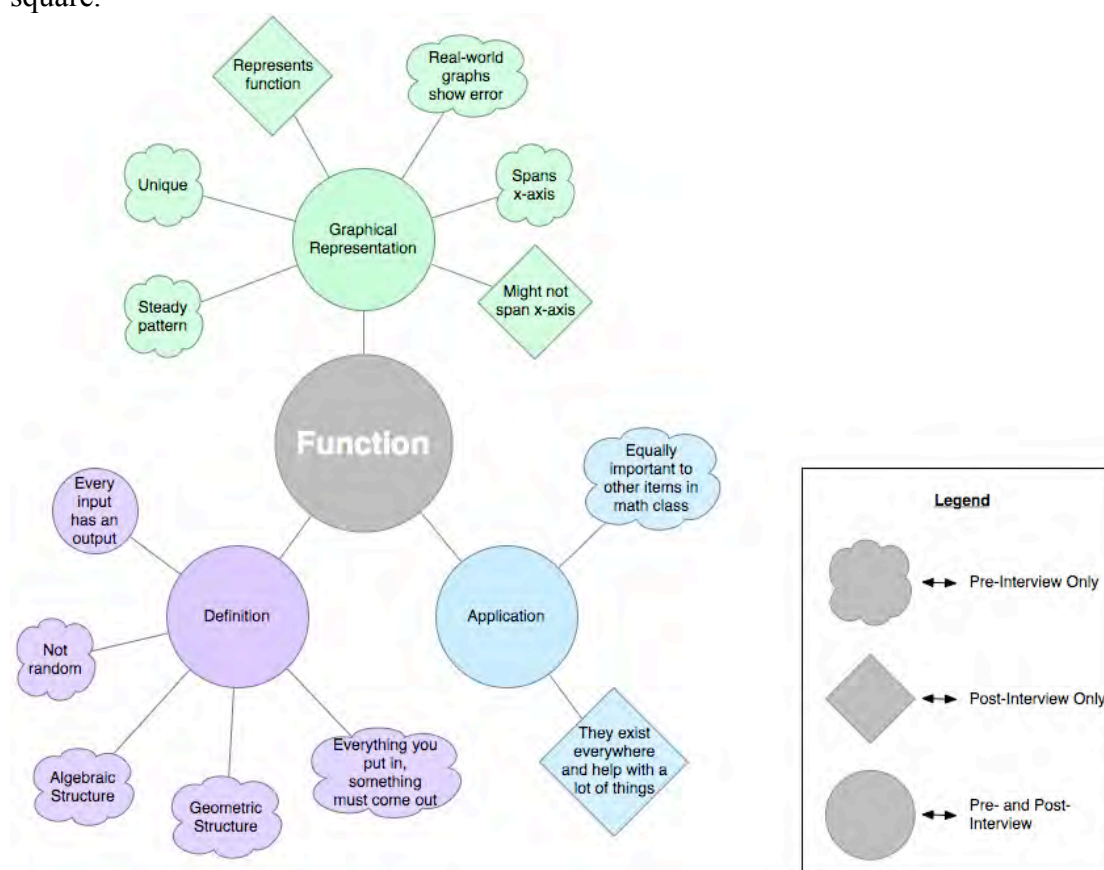 square.
Represents
function
Real-world
graphs
show error
Unique
Spans
x-axis
Graphical
Representation
Steady
pattern
Might not
span x-axis
Function
Every
input
has an
output
Equally
important to
other items in
math class
Definition
Application
Not
random
Algebraic
Structure
Geometric
Structure
Everything you
put in,
something
must come out
They exist
everywhere
and help with a
lot of things
Legend
Pre-Interview Only
Post-Interview Only
Pre- and Post-
Interview